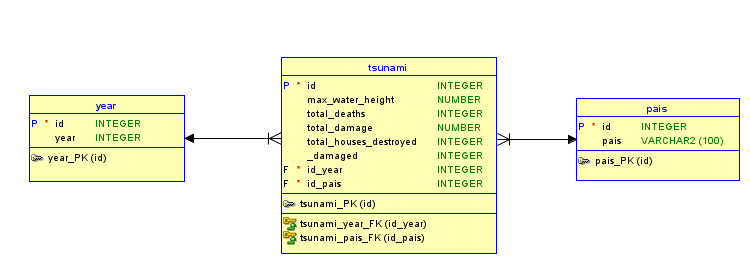 year
P * id INTEGER
year INTEGER
year_PK (id)
tsunami
P * id INTEGER
max_water_height NUMBER
total_deaths INTEGER
total_damage NUMBER
total_houses_destroyed INTEGER
_damaged INTEGER
F * id_year INTEGER
F * id_pais INTEGER
tsunami_PK (id)
tsunami_year_FK (id_year)
tsunami_pais_FK (id_pais)
pais
P * id INTEGER
pais VARCHAR2 (100)
pais_PK (id)